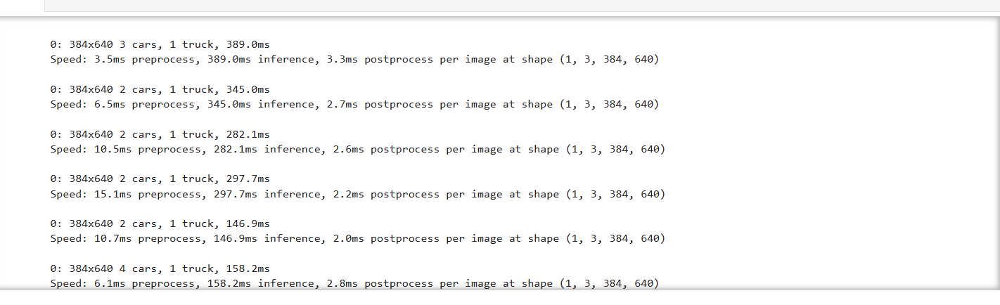 0: 384x640 3 cars, 1 truck, 389.0ms
Speed: 3.5ms preprocess, 389.0ms inference, 3.3ms postprocess per image at shape (1, 3, 384, 640)
0: 384x640 2 cars, 1 truck, 345.0ms
Speed: 6.5ms preprocess, 345.0ms inference, 2.7ms postprocess per image at shape (1, 3, 384, 640)
0: 384x640 2 cars, 1 truck, 282.1ms
Speed: 10.5ms preprocess, 282.1ms inference, 2.6ms postprocess per image at shape (1, 3, 384, 640)
0: 384x640 2 cars, 1 truck, 297.7ms
Speed: 15.1ms preprocess, 297.7ms inference, 2.2ms postprocess per image at shape (1, 3, 384, 640)
0: 384x640 2 cars, 1 truck, 146.9ms
Speed: 10.7ms preprocess, 146.9ms inference, 2.0ms postprocess per image at shape (1, 3, 384, 640)
0: 384x640 4 cars, 1 truck, 158.2ms
Speed: 6.1ms preprocess, 158.2ms inference, 2.8ms postprocess per image at shape (1, 3, 384, 640)